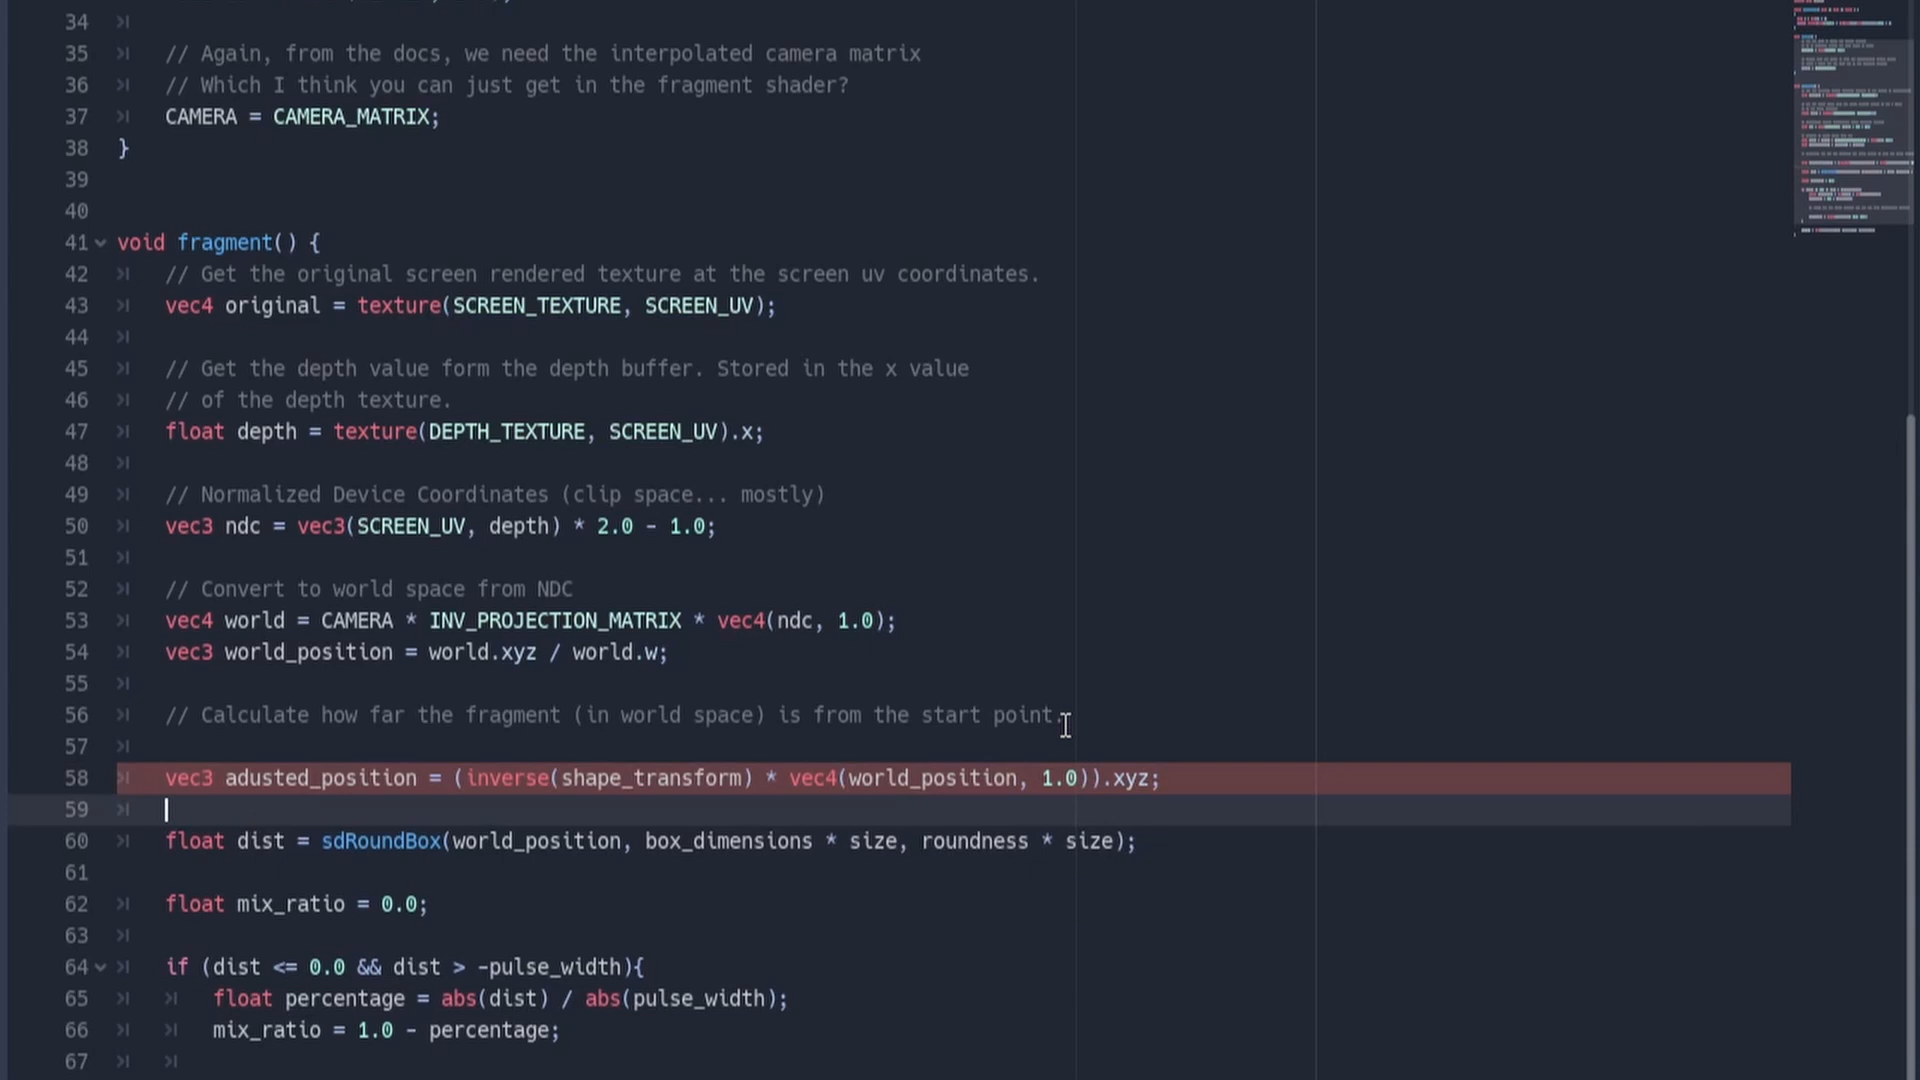 34
35 // Again, from the docs, we need the interpolated camera matrix
36 // Which I think you can just get in the fragment shader?
37 CAMERA = CAMERA_MATRIX;
38 }
39
40
41 void fragment() {
42 // Get the original screen rendered texture at the screen uv coordinates.
43 vec4 original = texture(SCREEN_TEXTURE, SCREEN_UV);
44
45 // Get the depth value form the depth buffer. Stored in the x value
46 // of the depth texture.
47 float depth = texture(DEPTH_TEXTURE, SCREEN_UV).x;
48
49 // Normalized Device Coordinates (clip space... mostly)
50 vec3 ndc = vec3(SCREEN_UV, depth) * 2.0 - 1.0;
51
52 // Convert to world space from NDC
53 vec4 world = CAMERA * INV_PROJECTION_MATRIX * vec4(ndc, 1.0);
54 vec3 world_position = world.xyz / world.w;
55
56 // Calculate how far the fragment (in world space) is from the start point.
57
58 vec3 adusted_position = (inverse(shape_transform) * vec4(world_position, 1.0)).xyz;
59
60 float dist = sdRoundBox(world_position, box_dimensions * size, roundness * size);
61
62 float mix_ratio = 0.0;
63
64 if (dist <= 0.0 && dist > -pulse_width){
65 float percentage = abs(dist) / abs(pulse_width);
66 mix_ratio = 1.0 - percentage;
67